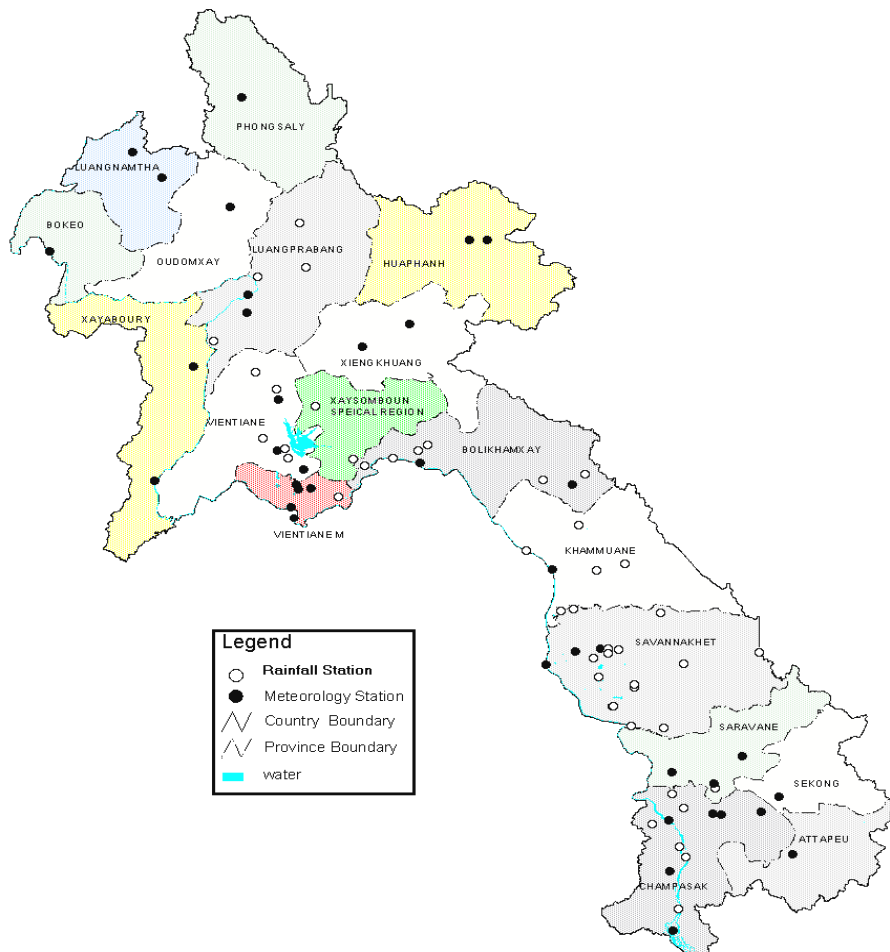 PHONGSALY
LUANGNAMTHA
BOKEO
OUDOMXAY
LUANGPRABANG
HUAPHANH
XAYABOURY
XIENGKHUANG
XAYSOMBOUN
SPEICAL REGION
VIENTIANE
BOLIKHAMXAY
VIENTIANE M
KHAMMUANE
SAVANNAKHET
SARAVANE
SEKONG
ATTAPEU
CHAMPASAK
Legend
Rainfall Station
Meteorology Station
Country Boundary
Province Boundary
water